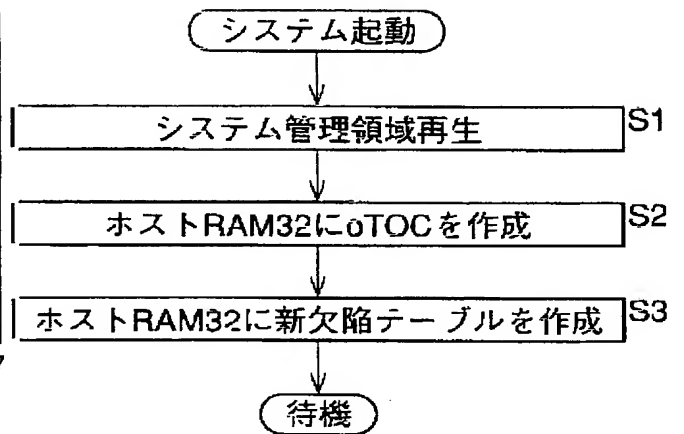 システム起動
システム管理領域再生 S1
ホストRAM32にoTOCを作成 S2
ホストRAM32に新欠陥テーブルを作成 S3
待機